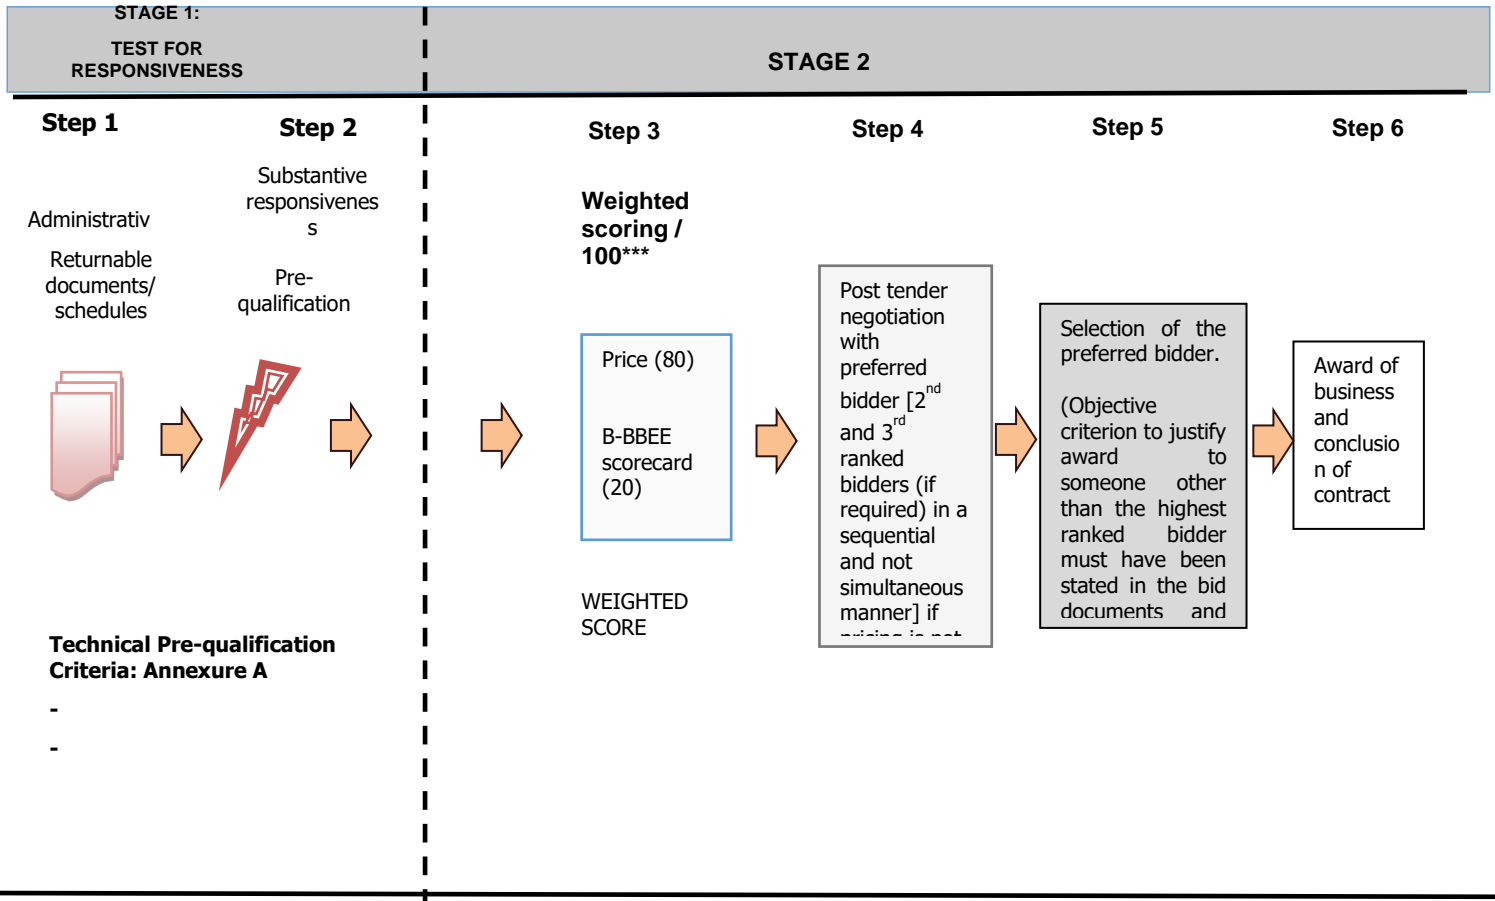 STAGE 1:
TEST FOR
RESPONSIVENESS
STAGE 2
Step 1
Step 2
Step 3
Step 4
Step 5
Step 6
Administrativ
Returnable
documents/
schedules
Substantive
responsivenes
s
Pre-
qualification
Weighted
scoring /
100***
Price (80)
B-BBEE
scorecard
(20)
WEIGHTED
SCORE
Post tender
negotiation
with
preferred
bidder [2nd
and 3rd
ranked
bidders (if
required) in a
sequential
and not
simultaneous
manner] if
pricing is not
Selection of the
preferred bidder.
(Objective
criterion to justify
award to
someone other
than the highest
ranked bidder
must have been
stated in the bid
documents and
Award of
business
and
conclusio
n of
contract
Technical Pre-qualification
Criteria: Annexure A
-
-